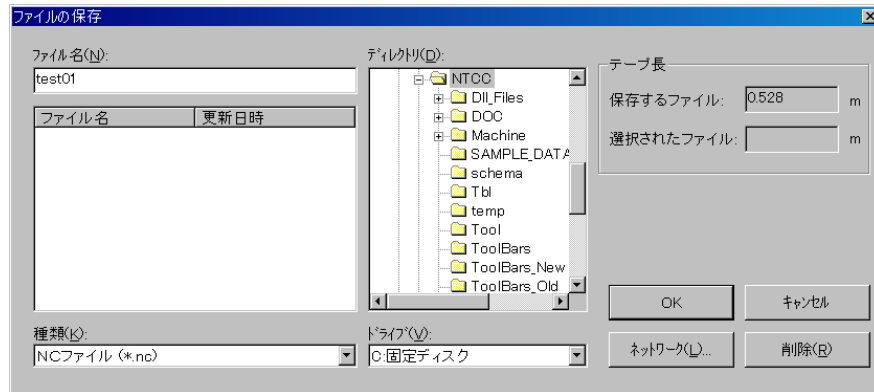 ファイルの保存
ファイル名(N):
test01
ファイル名 更新日時
種類(K):
NCファイル (*.nc)
ディレクトリ(D):
NTCC
Dll_Files
DOC
Machine
SAMPLE_DATA
schema
Tbl
temp
Tool
ToolBars
ToolBars_New
ToolBars_Old
ドライブ(V):
C:固定ディスク
テープ長
保存するファイル: 0.528 m
選択されたファイル: m
OK キャンセル
ネットワーク(L)... 削除(R)